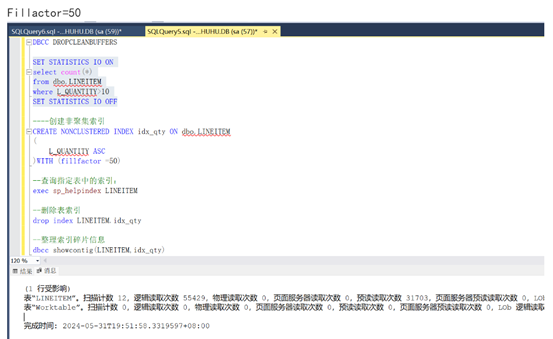 Fillactor=50
SQLQuery6.sql -...HUHU.DB (sa (59))*
SQLQuery5.sql -...HUHU.DB (sa (57))*
DBCC DROPCLEANBUFFERS
SET STATISTICS IO ON
select count(*)
from dbo.LINEITEM
where L_QUANTITY>10
SET STATISTICS IO OFF
----创建非聚集索引
CREATE NONCLUSTERED INDEX idx_qty ON dbo.LINEITEM
(
L_QUANTITY ASC
)WITH (fillfactor =50)
--查询指定表中的索引:
exec sp_helpindex LINEITEM
--删除表索引
drop index LINEITEM.idx_qty
--整理索引碎片信息
dbcc showcontig(LINEITEM,idx_qty)
120 %
结果 消息
(1 行受影响)
表“LINEITEM”。扫描计数 12, 逻辑读取次数 55429, 物理读取次数 0, 页面服务器读取次数 0, 预读读取次数 31703, 页面服务器预读读取次数 0, LOb
表“Worktable”。扫描计数 0, 逻辑读取次数 0, 物理读取次数 0, 页面服务器读取次数 0, 预读读取次数 0, 页面服务器预读读取次数 0, LOb 逻辑读取
完成时间: 2024-05-31T19:51:58.3319597+08:00